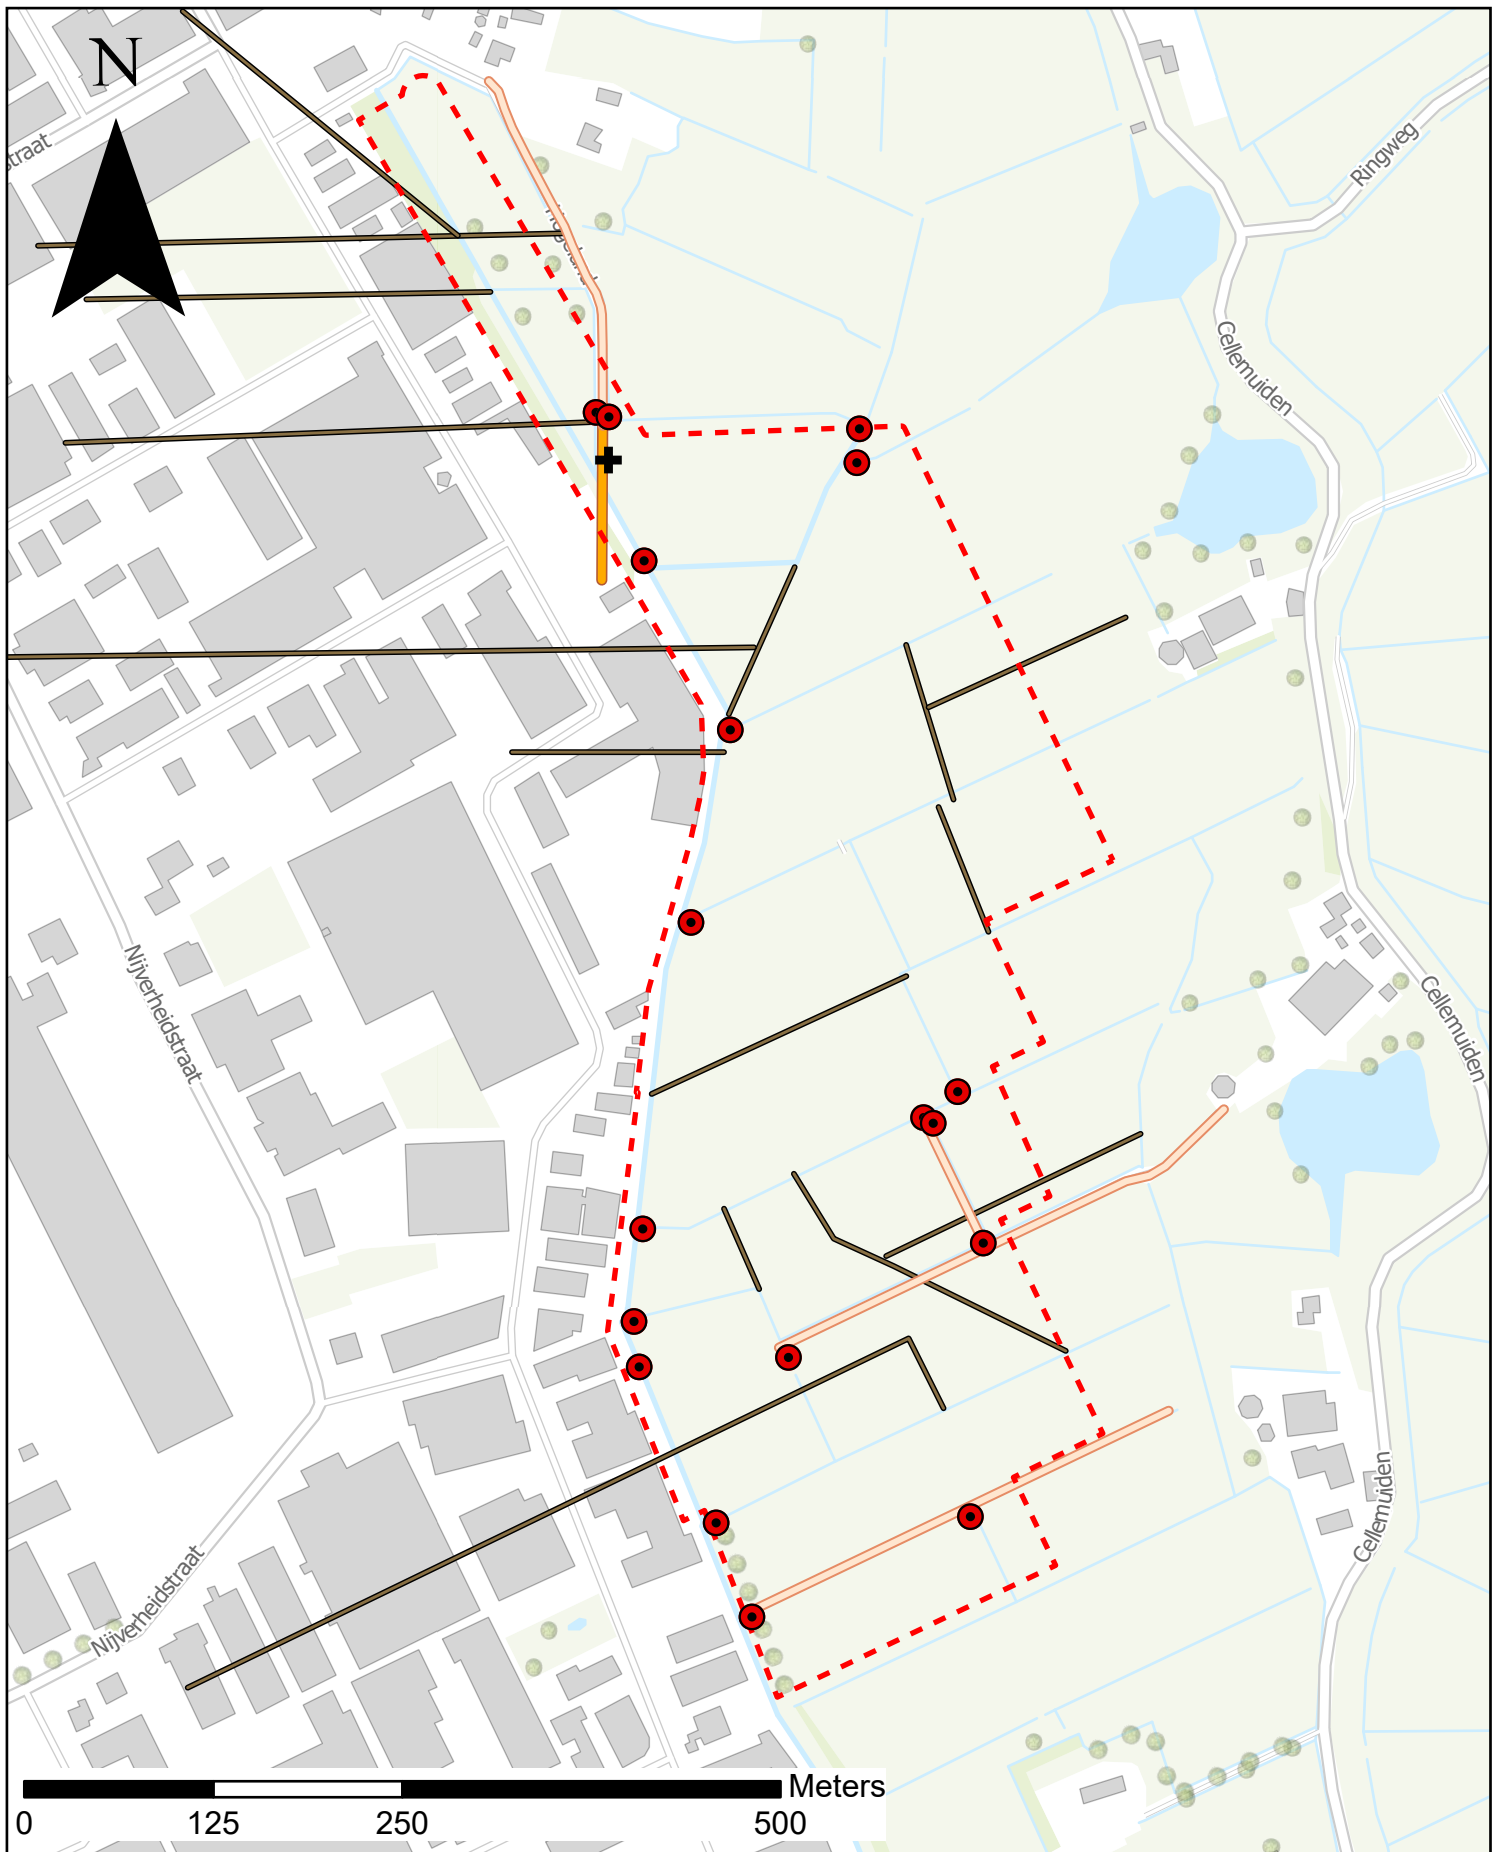 N
straat
Ringweg
Cellemuiden
Nijverheidstraat
Cellemuiden
Cellemuiden
Nijverheidstraat
Meters
0 125 250 500